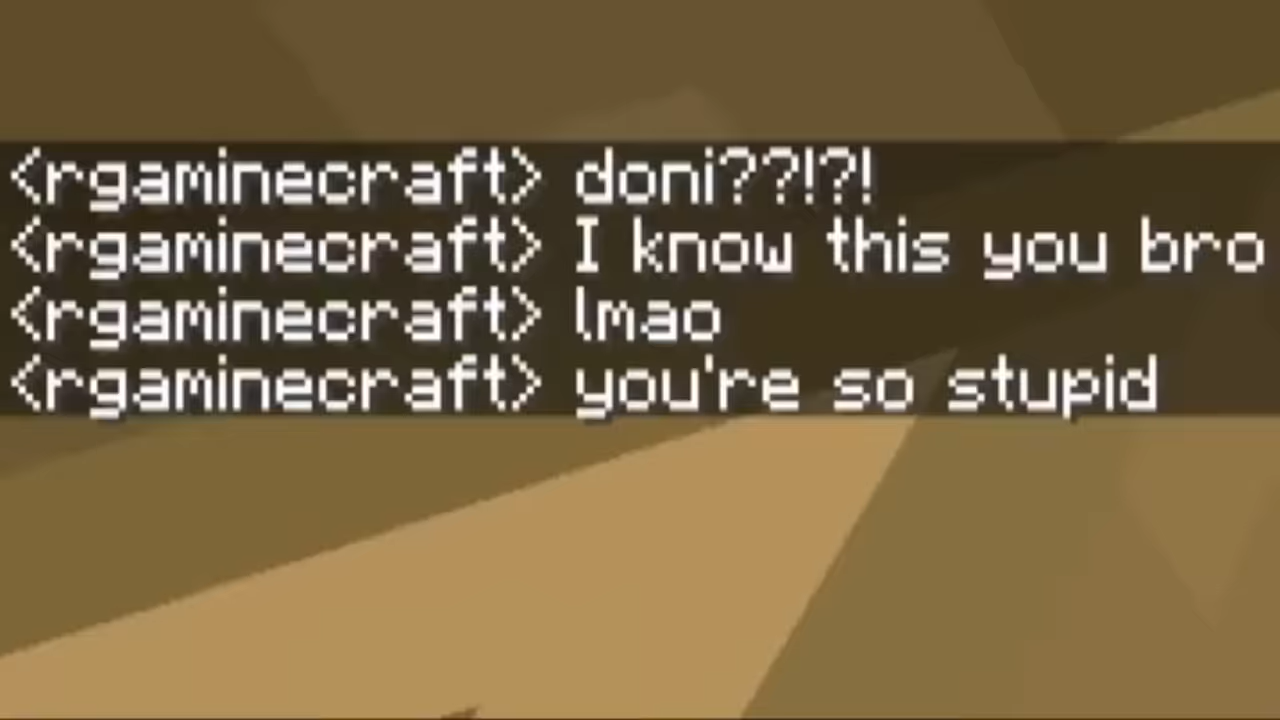 <rgaminecraft> doni??!?!
<rgaminecraft> I know this you bro
<rgaminecraft> lmao
<rgaminecraft> you're so stupid